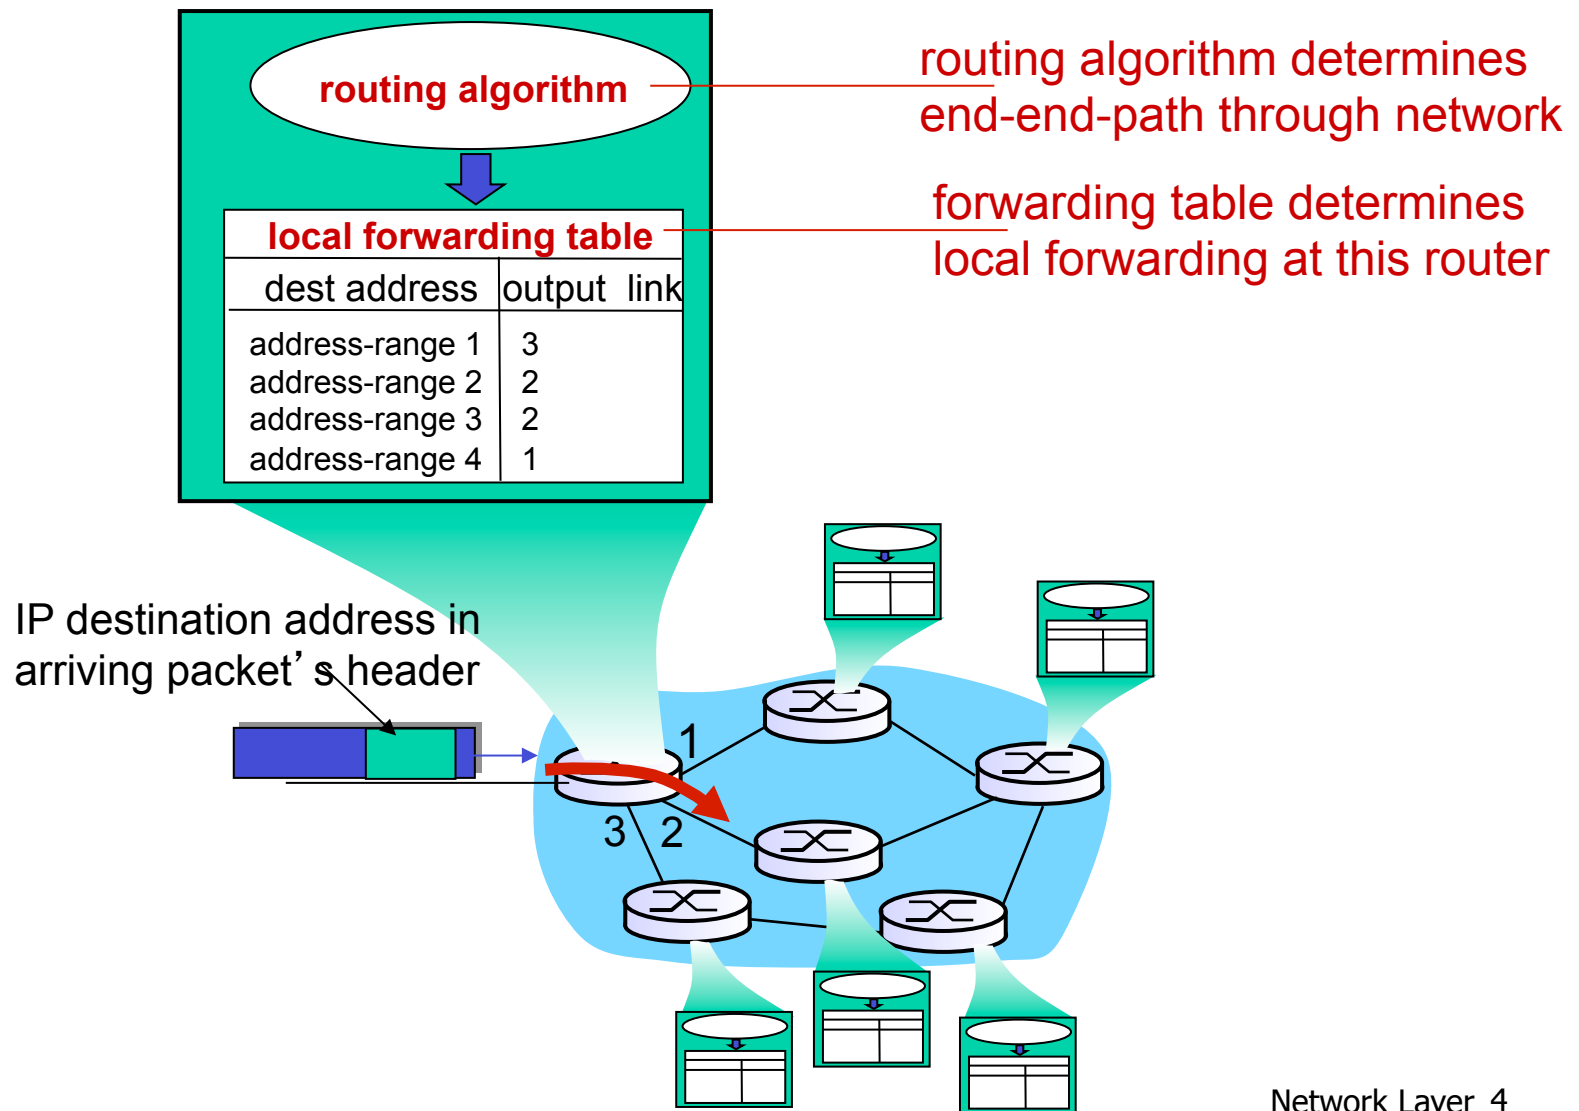 routing algorithm
routing algorithm determines
end-end-path through network
local forwarding table
forwarding table determines
local forwarding at this router
dest address output link
address-range 1 3
address-range 2 2
address-range 3 2
address-range 4 1
IP destination address in
arriving packet’s header
1
3 2
Network Layer 4